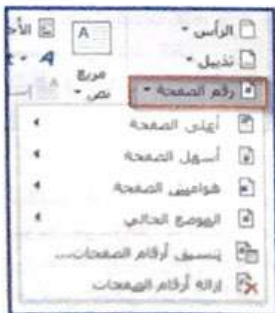 الرأس
تذييل
رقم الصفحة
مربع
نص
A
A
أعلى الصفحة
أسفل الصفحة
هوامش الصفحة
الموضع الحالي
تنسيق أرقام الصفحات...
إزالة أرقام الصفحات